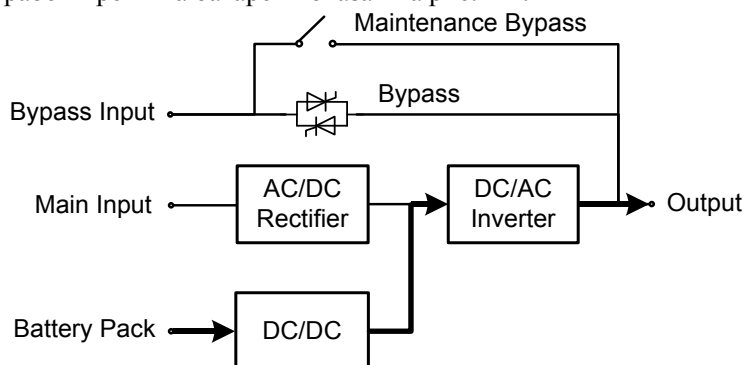 Maintenance Bypass
Bypass
Bypass Input
AC/DC
Rectifier
DC/AC
Inverter
Main Input
Output
Battery Pack
DC/DC